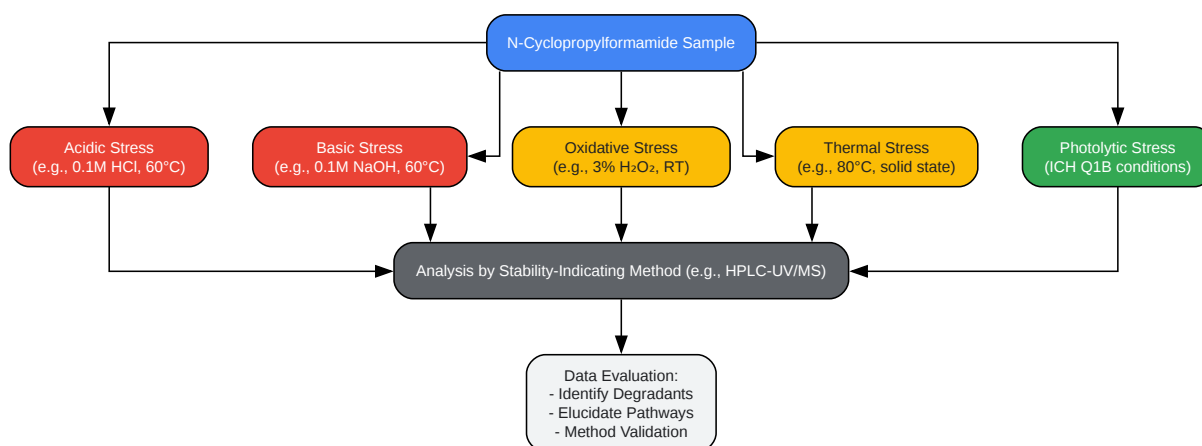 N-Cyclopropylformamide Sample
Acidic Stress
(e.g., 0.1M HCl, 60°C)
Basic Stress
(e.g., 0.1M NaOH, 60°C)
Oxidative Stress
(e.g., 3% H₂O₂, RT)
Thermal Stress
(e.g., 80°C, solid state)
Photolytic Stress
(ICH Q1B conditions)
Analysis by Stability-Indicating Method (e.g., HPLC-UV/MS)
Data Evaluation:
- Identify Degradants
- Elucidate Pathways
- Method Validation